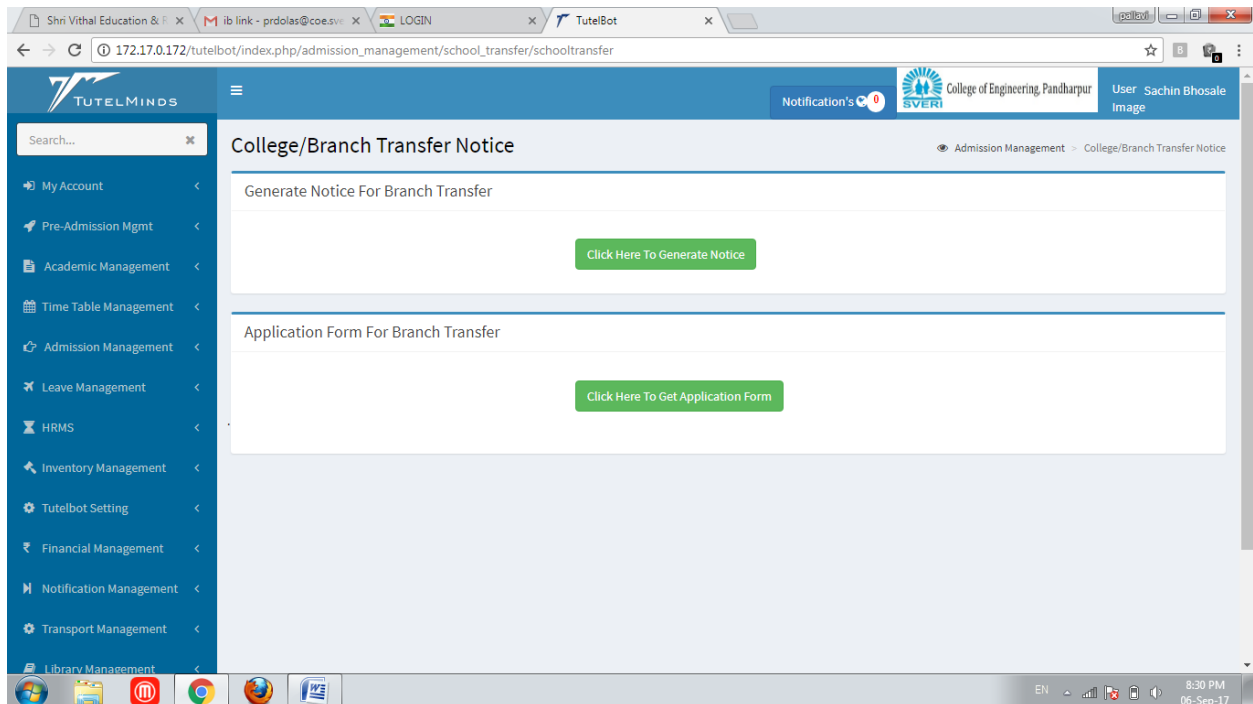 Shri Vithal Education & R
ib link - prdolas@coe.sve
LOGIN
TutelBot
pallavi
172.17.0.172/tutelbot/index.php/admission_management/school_transfer/schooltransfer
TUTELMINDS
Notification's 0
SVERI
College of Engineering, Pandharpur
User Image
Sachin Bhosale
Search...
College/Branch Transfer Notice
Admission Management > College/Branch Transfer Notice
My Account
Pre-Admission Mgmt
Academic Management
Time Table Management
Admission Management
Leave Management
HRMS
Inventory Management
Tutelbot Setting
Financial Management
Notification Management
Transport Management
Library Management
Generate Notice For Branch Transfer
Click Here To Generate Notice
Application Form For Branch Transfer
Click Here To Get Application Form
EN
8:30 PM
06-Sep-17